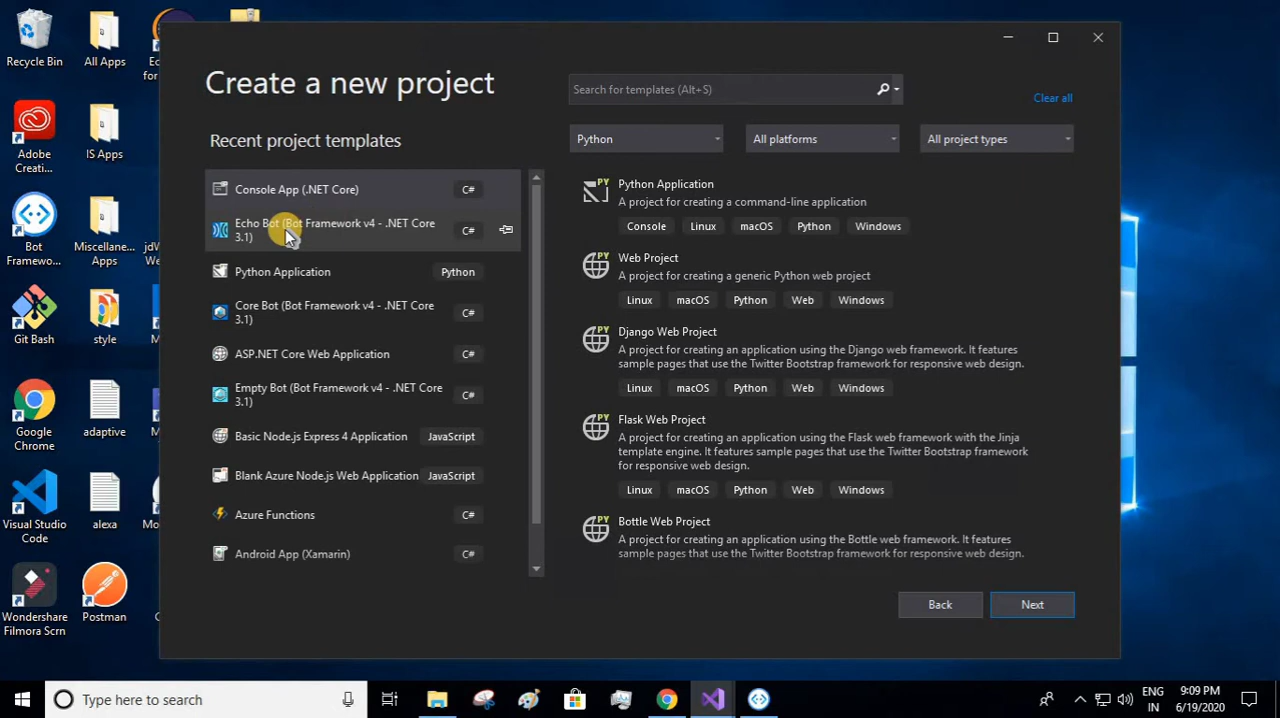 Recycle Bin
All Apps
Ec
for
Adobe
Creati...
IS Apps
Bot
Framewo...
Miscellane...
Apps
jdW
We
Git Bash
style
M
Google
Chrome
adaptive
M
Visual Studio
Code
alexa
Mo
Wondershare
Filmora Scrn
Postman
C
Create a new project
Search for templates (Alt+S)
Clear all
Recent project templates
Python
All platforms
All project types
Console App (.NET Core)
C#
Echo Bot (Bot Framework v4 - .NET Core
3.1)
C#
Python Application
Python
Core Bot (Bot Framework v4 - .NET Core
3.1)
C#
ASP.NET Core Web Application
C#
Empty Bot (Bot Framework v4 - .NET Core
3.1)
C#
Basic Node.js Express 4 Application
JavaScript
Blank Azure Node.js Web Application
JavaScript
Azure Functions
C#
Android App (Xamarin)
C#
PY
Python Application
A project for creating a command-line application
Console Linux macOS Python Windows
PY
Web Project
A project for creating a generic Python web project
Linux macOS Python Web Windows
PY
Django Web Project
A project for creating an application using the Django web framework. It features
sample pages that use the Twitter Bootstrap framework for responsive web design.
Linux macOS Python Web Windows
PY
Flask Web Project
A project for creating an application using the Flask web framework with the Jinja
template engine. It features sample pages that use the Twitter Bootstrap framework
for responsive web design.
Linux macOS Python Web Windows
PY
Bottle Web Project
A project for creating an application using the Bottle web framework. It features
sample pages that use the Twitter Bootstrap framework for responsive web design.
Back
Next
Type here to search
ENG
IN
9:09 PM
6/19/2020